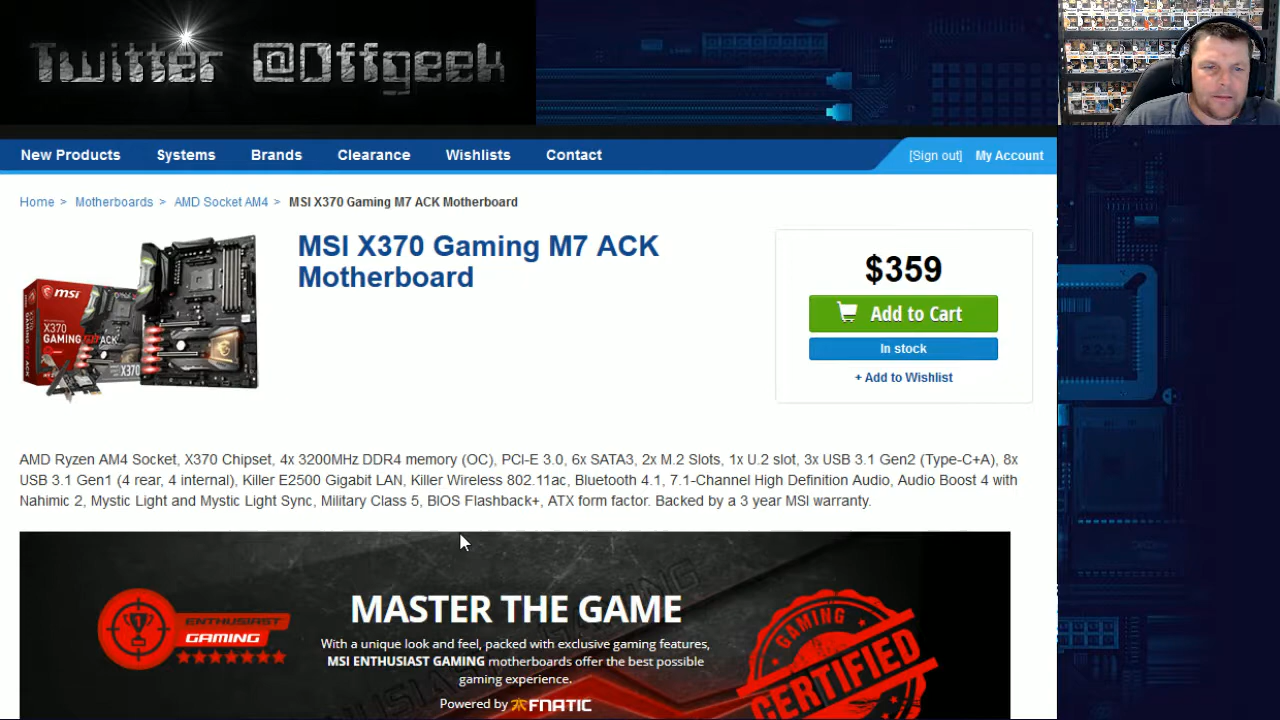 Twitter @Offgeek
New Products Systems Brands Clearance Wishlists Contact [Sign out] My Account
Home > Motherboards > AMD Socket AM4 > MSI X370 Gaming M7 ACK Motherboard
MSI X370 Gaming M7 ACK
Motherboard
$359
Add to Cart
In stock
+ Add to Wishlist
msi
X370
GAMING M7 ACK
X370
AMD Ryzen AM4 Socket, X370 Chipset, 4x 3200MHz DDR4 memory (OC), PCI-E 3.0, 6x SATA3, 2x M.2 Slots, 1x U.2 slot, 3x USB 3.1 Gen2 (Type-C+A), 8x
USB 3.1 Gen1 (4 rear, 4 internal), Killer E2500 Gigabit LAN, Killer Wireless 802.11ac, Bluetooth 4.1, 7.1-Channel High Definition Audio, Audio Boost 4 with
Nahimic 2, Mystic Light and Mystic Light Sync, Military Class 5, BIOS Flashback+, ATX form factor. Backed by a 3 year MSI warranty.
ENTHUSIAST
GAMING
MASTER THE GAME
With a unique look and feel, packed with exclusive gaming features,
MSI ENTHUSIAST GAMING motherboards offer the best possible
gaming experience.
Powered by FNATIC
GAMING
CERTIFIED